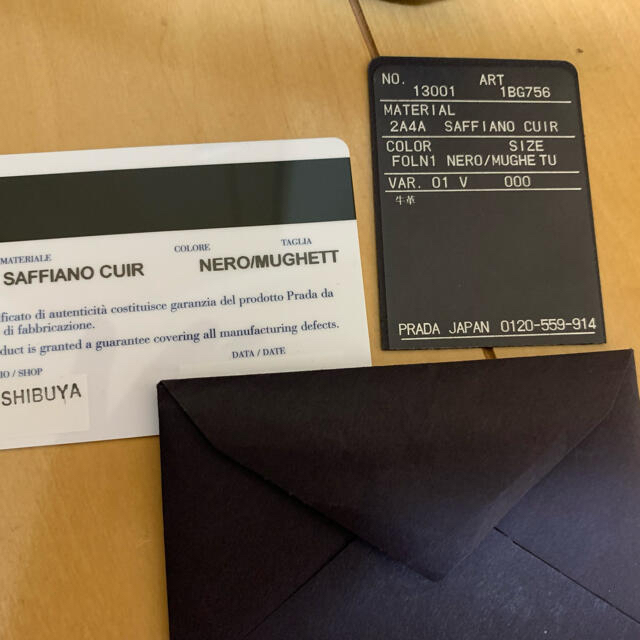 NO. ART
13001 1BG756
MATERIAL
2A4A SAFFIANO CUIR
COLOR SIZE
F0LN1 NERO/MUGHE TU
VAR. 01 V 000
牛革
PRADA JAPAN 0120-559-914
MATERIALE COLORE TAGLIA
SAFFIANO CUIR NERO/MUGHETT
ficato di autenticità costituisce garanzia del prodotto Prada da
di fabbricazione.
duct is granted a guarantee covering all manufacturing defects.
IO / SHOP DATA / DATE
SHIBUYA